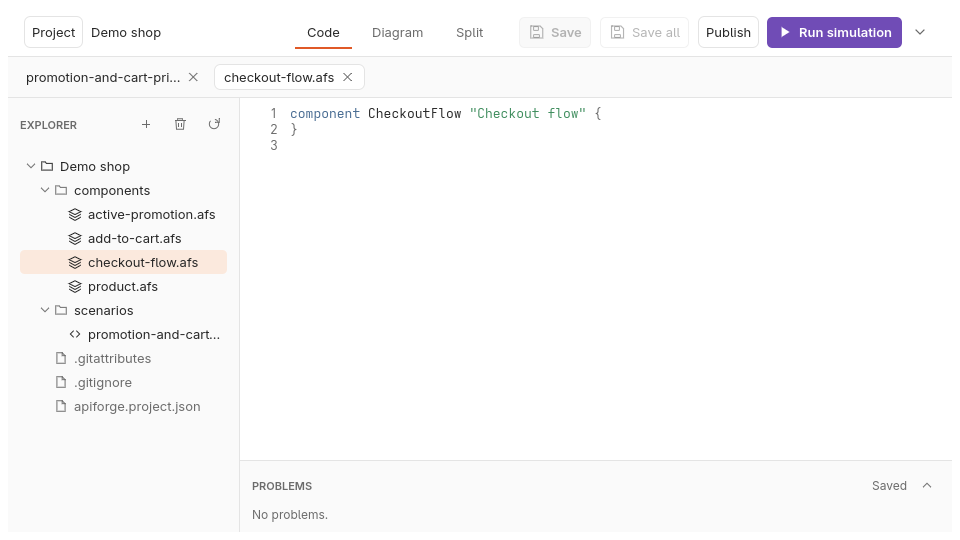 Project Demo shop Code Diagram Split Save Save all Publish Run simulation
promotion-and-cart-pri... checkout-flow.afs
EXPLORER
Demo shop
components
active-promotion.afs
add-to-cart.afs
checkout-flow.afs
product.afs
scenarios
promotion-and-cart...
.gitattributes
.gitignore
apiforge.project.json
1 component CheckoutFlow "Checkout flow" {
2 }
3
PROBLEMS Saved
No problems.